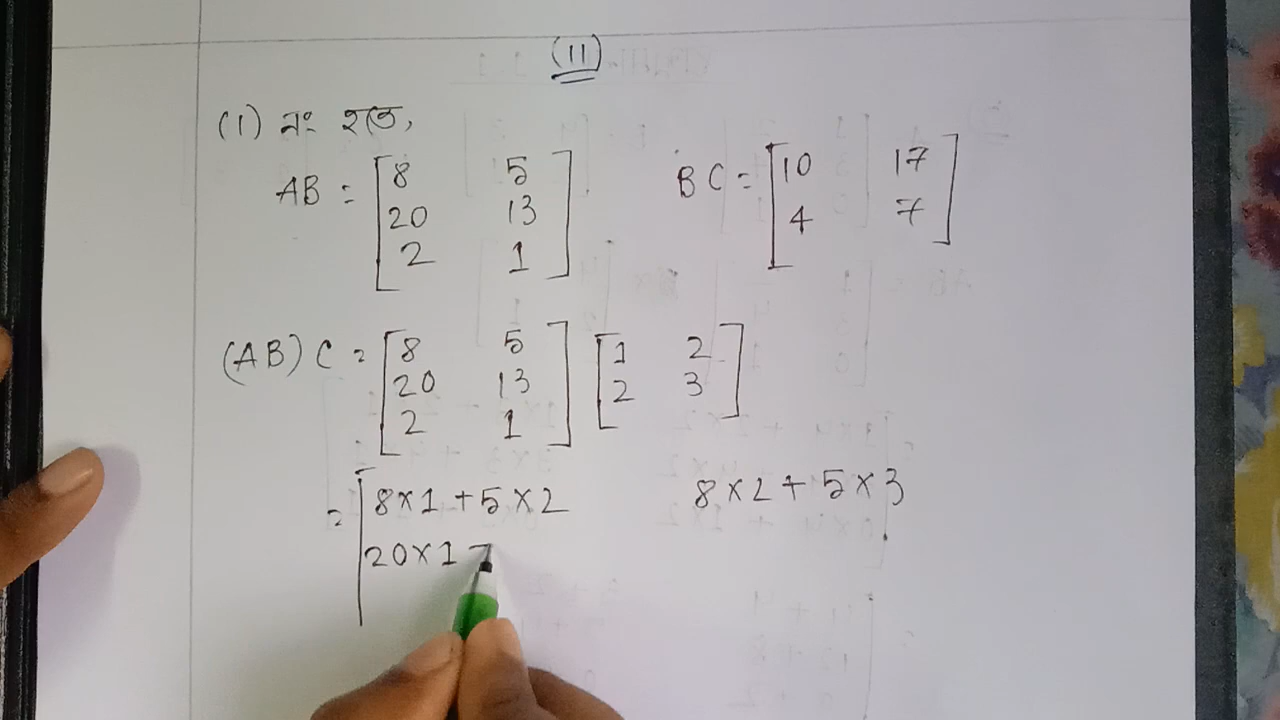 (11)
(1) নং হতে,
AB = [8 5
20 13
2 1]
BC = [10 17
4 7]
(AB) C = [8 5
20 13
2 1] [1 2
2 3]
= [8×1+5×2 8×2+5×3
20×1